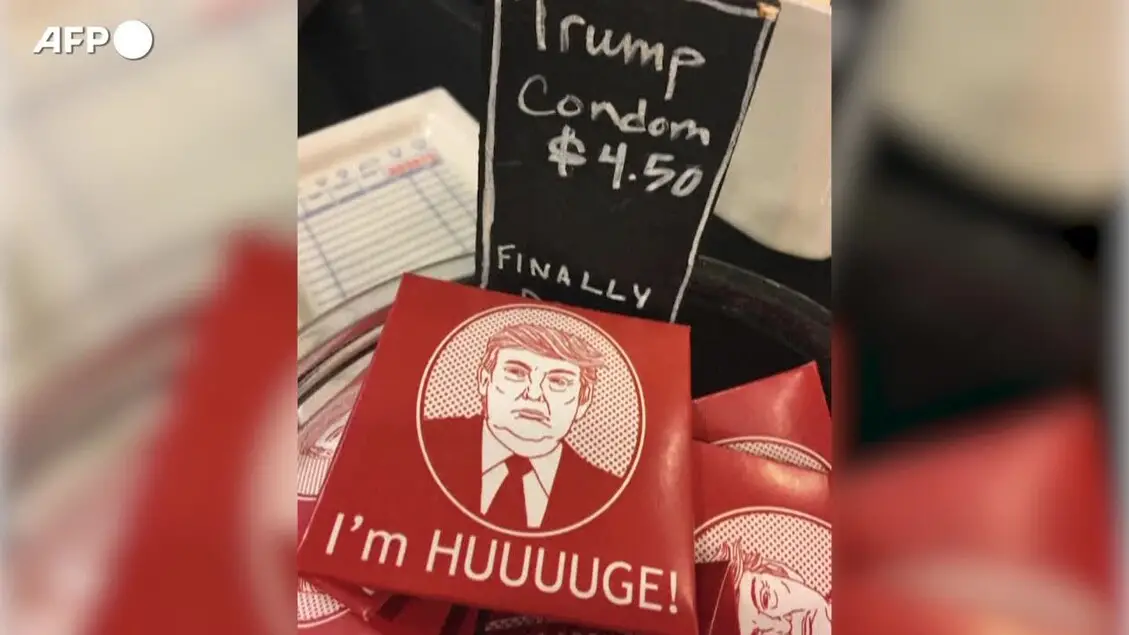 AFP
Trump
Condom
$4.50
FINALLY
I'm HUUUUGE!